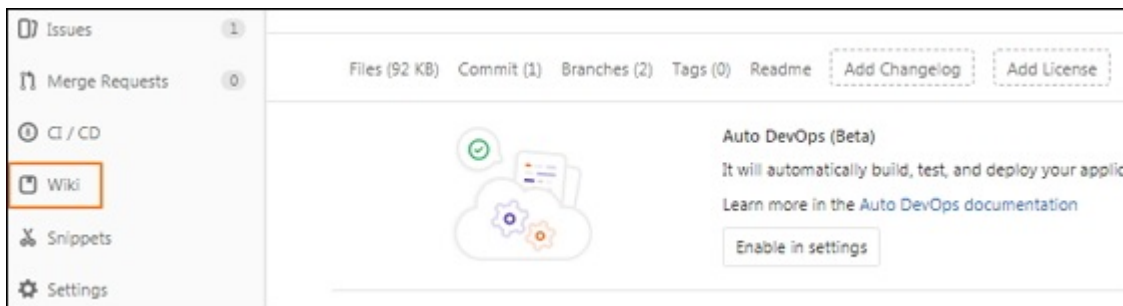 Issues 1
Merge Requests 0
CI / CD
Wiki
Snippets
Settings
Files (92 KB) Commit (1) Branches (2) Tags (0) Readme Add Changelog Add License
Auto DevOps (Beta)
It will automatically build, test, and deploy your
Learn more in the Auto DevOps documentation
Enable in settings